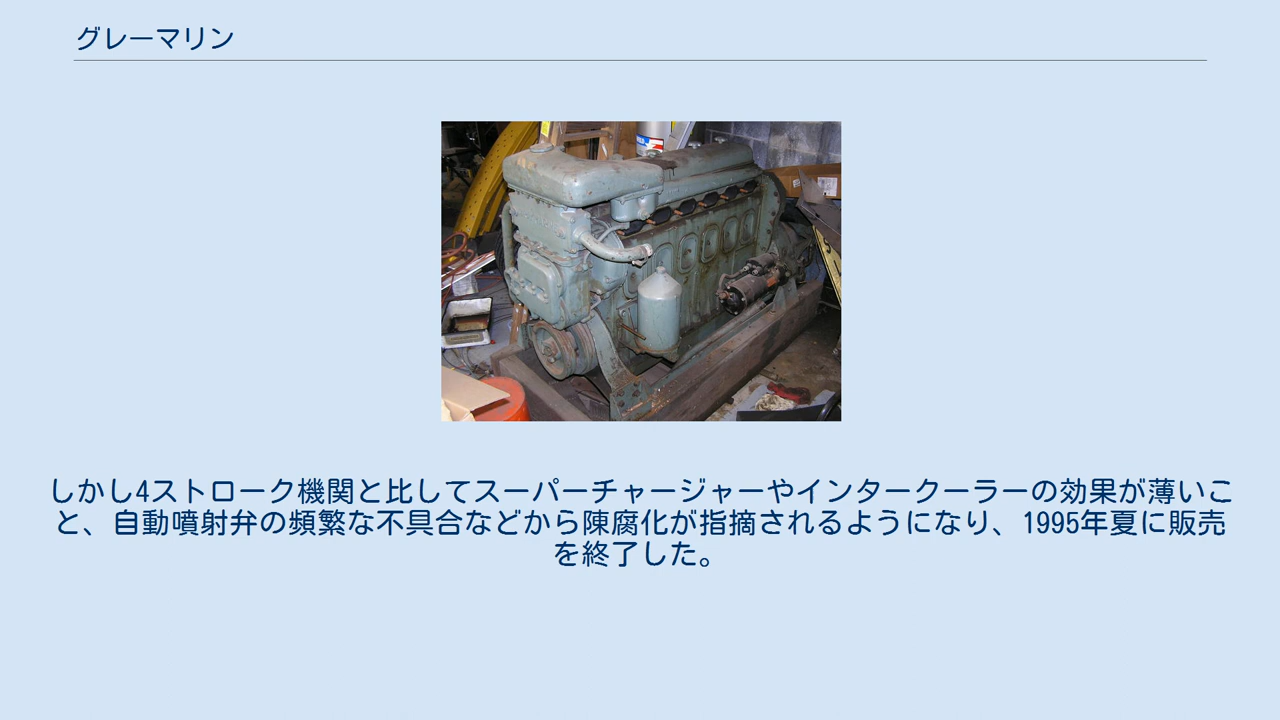 グレーマリン
しかし4ストローク機関と比してスーパーチャージャーやインタークーラーの効果が薄いこ
と、自動噴射弁の頻繁な不具合などから陳腐化が指摘されるようになり、1995年夏に販売
を終了した。